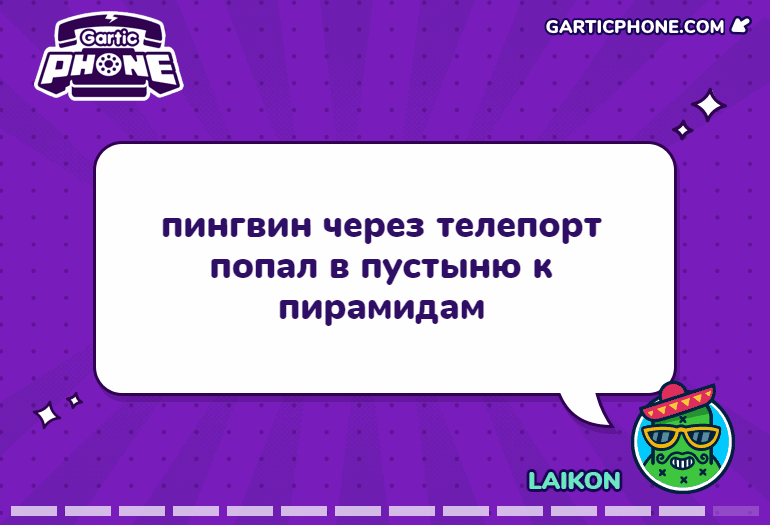 Gartic
PHONE
GARTICPHONE.COM
пингвин через телепорт
попал в пустыню к
пирамидам
LAIKON